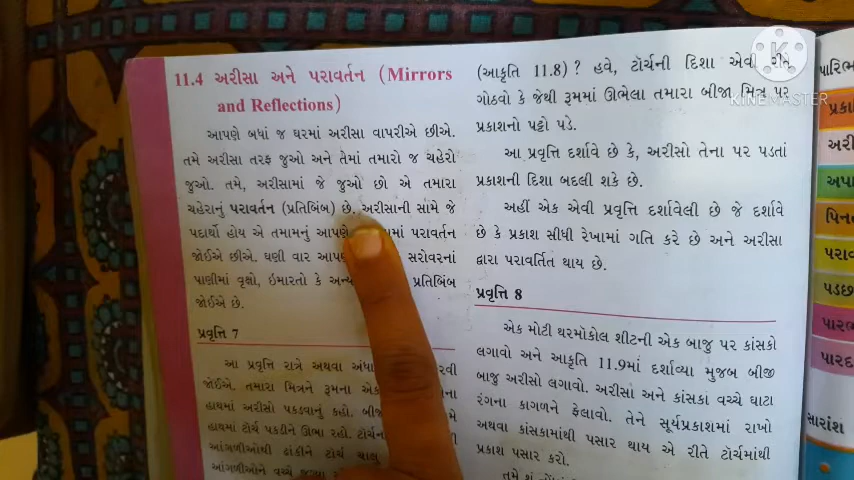 11.4 અરીસા અને પરાવર્તન (Mirrors
and Reflections)
આપણે બધાં જ ઘરમાં અરીસા વાપરીએ છીએ.
તમે અરીસા તરફ જુઓ અને તેમાં તમારો જ ચહેરો
જુઓ. તમે, અરીસામાં જે જુઓ છો એ તમારા
ચહેરાનું પરાવર્તન (પ્રતિબિંબ) છે. અરીસાની સામે જે
પદાર્થો હોય એ તમામનું આપણે પરાવર્તન
જોઈએ છીએ. ઘણી વાર સરોવરનાં
પાણીમાં વૃક્ષો, ઇમારતો કે પ્રતિબિંબ
જોઈએ છે.
પ્રવૃત્તિ 7
આ પ્રવૃત્તિ રાત્રે અથવા
જોઈએ. તમારા મિત્રને રૂમના
હાથમાં અરીસો પકડવાનું કહો.
હાથમાં ટોર્ચ પકડીને ઊભા રહો.
આંગળીઓથી ઢાંકીને ટોર્ચ ચાલુ
આંગળીઓને વચ્ચે
(આકૃતિ 11.8) ? હવે, ટૉર્ચની દિશા એવી રીતે
ગોઠવો કે જેથી રૂમમાં ઊભેલા તમારા બીજા મિત્ર પર
પ્રકાશનો પટ્ટો પડે.
આ પ્રવૃત્તિ દર્શાવે છે કે, અરીસો તેના પર પડતાં
પ્રકાશની દિશા બદલી શકે છે.
અહીં એક એવી પ્રવૃત્તિ દર્શાવેલી છે જે દર્શાવે
છે કે પ્રકાશ સીધી રેખામાં ગતિ કરે છે અને અરીસા
દ્વારા પરાવર્તિત થાય છે.
પ્રવૃત્તિ 8
એક મોટી થરમૉકોલ શીટની એક બાજુ પર કાંસકો
લગાવો અને આકૃતિ 11.9માં દર્શાવ્યા મુજબ બીજી
બાજુ અરીસો લગાવો. અરીસા અને કાંસકા વચ્ચે ઘાટા
રંગના કાગળને ફેલાવો. તેને સૂર્યપ્રકાશમાં રાખો
અથવા કાંસકામાંથી પસાર થાય એ રીતે ટૉર્ચમાંથી
પ્રકાશ પસાર કરો.
તમે શું
KINEMASTER
સારાંશ